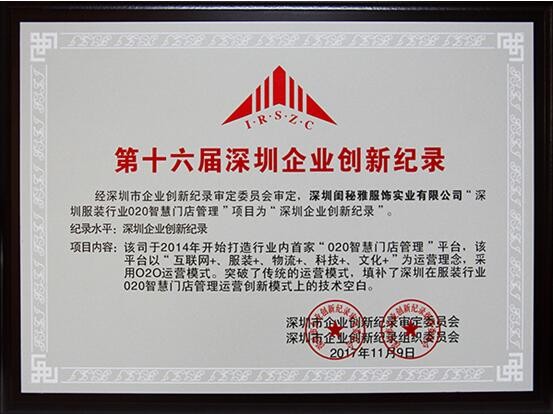 I·R·S·Z·C
第十六届深圳企业创新纪录
经深圳市企业创新纪录审定委员会审定，深圳闺秘雅服饰实业有限公司“深
圳服装行业020智慧门店管理”项目为“深圳企业创新纪录”。
纪录水平：深圳企业创新纪录
项目内容：该司于2014年开始打造行业内首家“020智慧门店管理”平台，该
平台以“互联网+、服装+、物流+、科技+、文化+”为运营理念，采
用O2O运营模式。突破了传统的运营模式，填补了深圳在服装行业
020智慧门店管理运营创新模式上的技术空白。
深圳市企业创新纪录审定委员会
深圳市企业创新纪录组织委员会
2017年11月9日